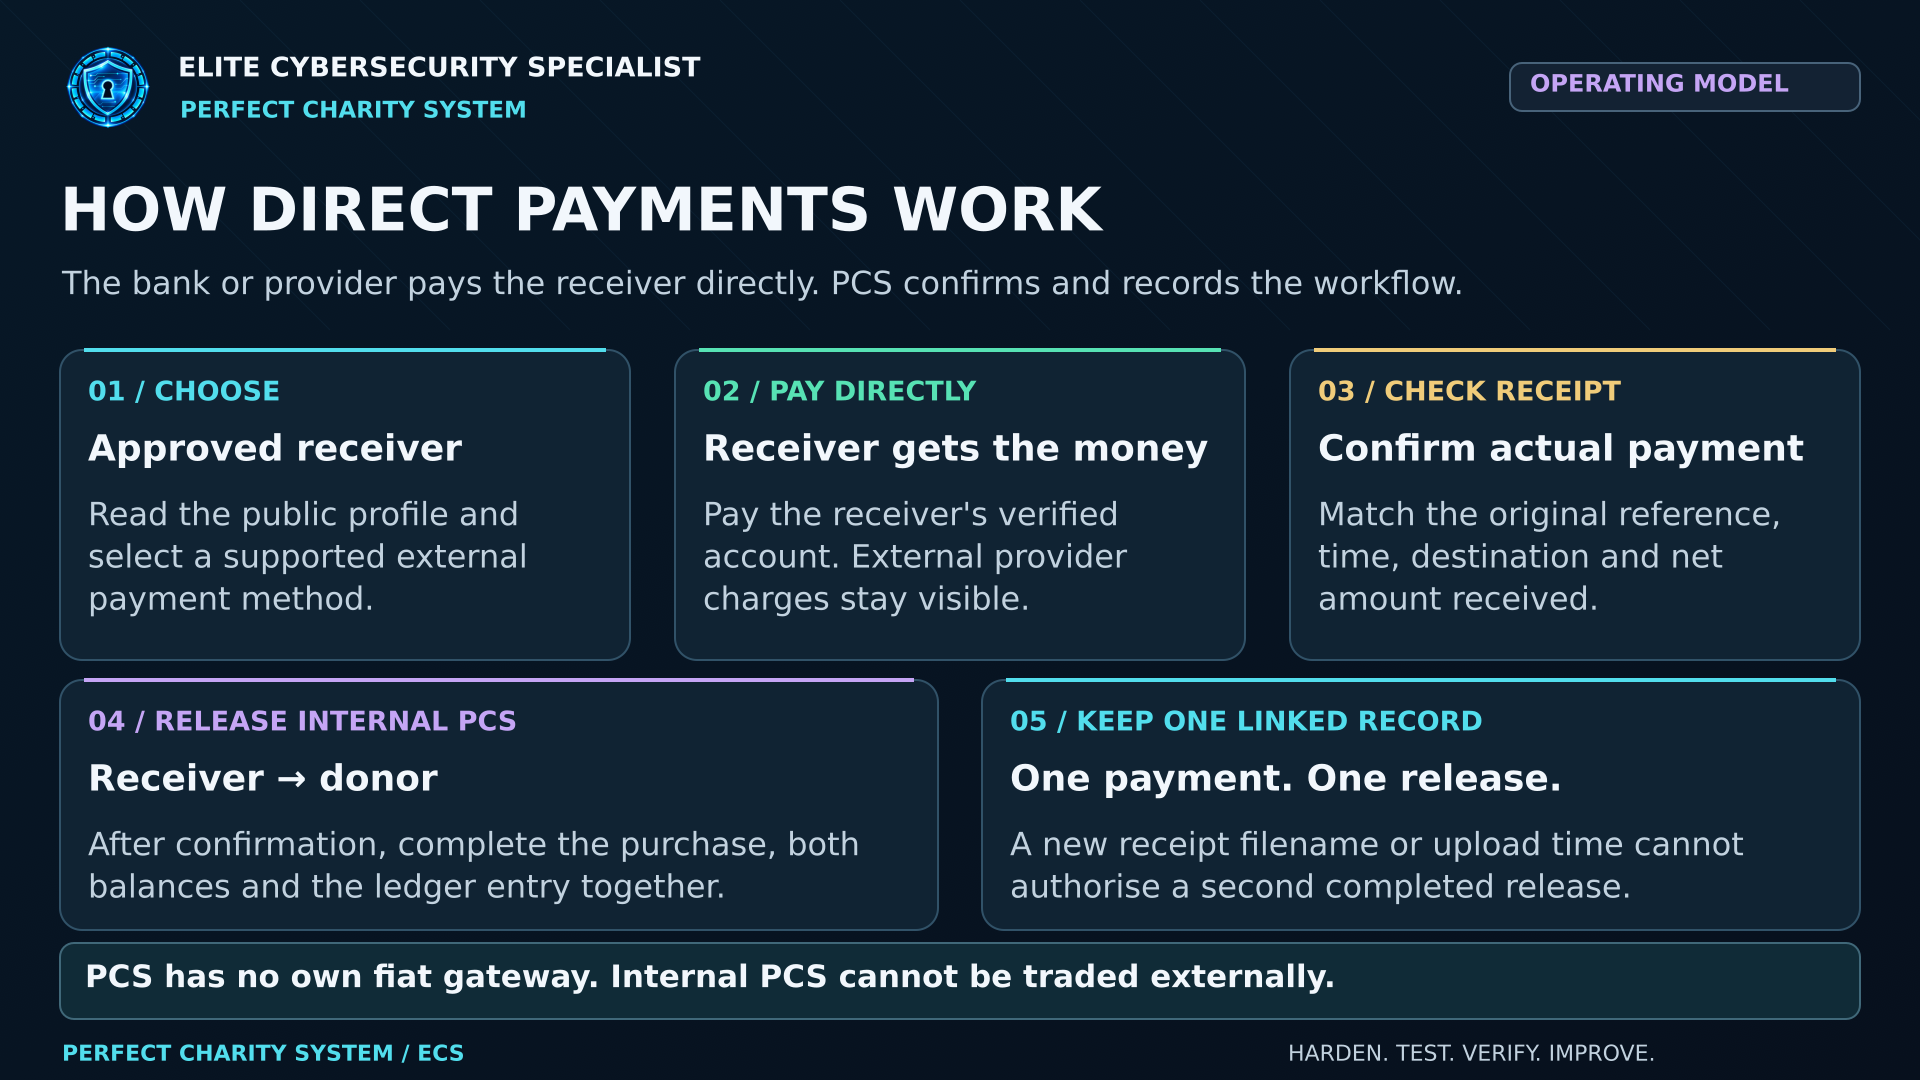 ELITE CYBERSECURITY SPECIALIST
PERFECT CHARITY SYSTEM
OPERATING MODEL
HOW DIRECT PAYMENTS WORK
The bank or provider pays the receiver directly. PCS confirms and records the workflow.
01 / CHOOSE
Approved receiver
Read the public profile and
select a supported external
payment method.
02 / PAY DIRECTLY
Receiver gets the money
Pay the receiver's verified
account. External provider
charges stay visible.
03 / CHECK RECEIPT
Confirm actual payment
Match the original reference,
time, destination and net
amount received.
04 / RELEASE INTERNAL PCS
Receiver → donor
After confirmation, complete the purchase, both
balances and the ledger entry together.
05 / KEEP ONE LINKED RECORD
One payment. One release.
A new receipt filename or upload time cannot
authorise a second completed release.
PCS has no own fiat gateway. Internal PCS cannot be traded externally.
PERFECT CHARITY SYSTEM / ECS
HARDEN. TEST. VERIFY. IMPROVE.